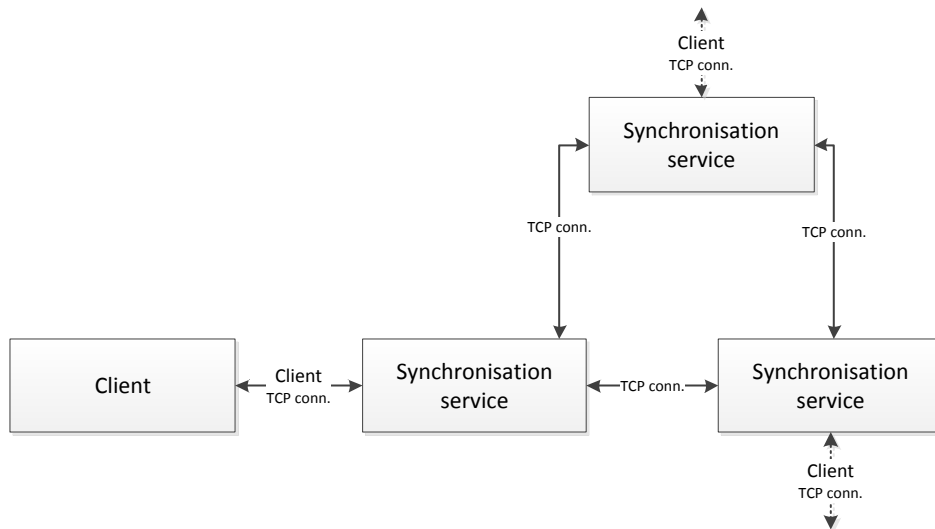 Client
TCP conn.
Synchronisation
service
TCP conn.
TCP conn.
Client
Client
TCP conn.
Synchronisation
service
TCP conn.
Synchronisation
service
Client
TCP conn.